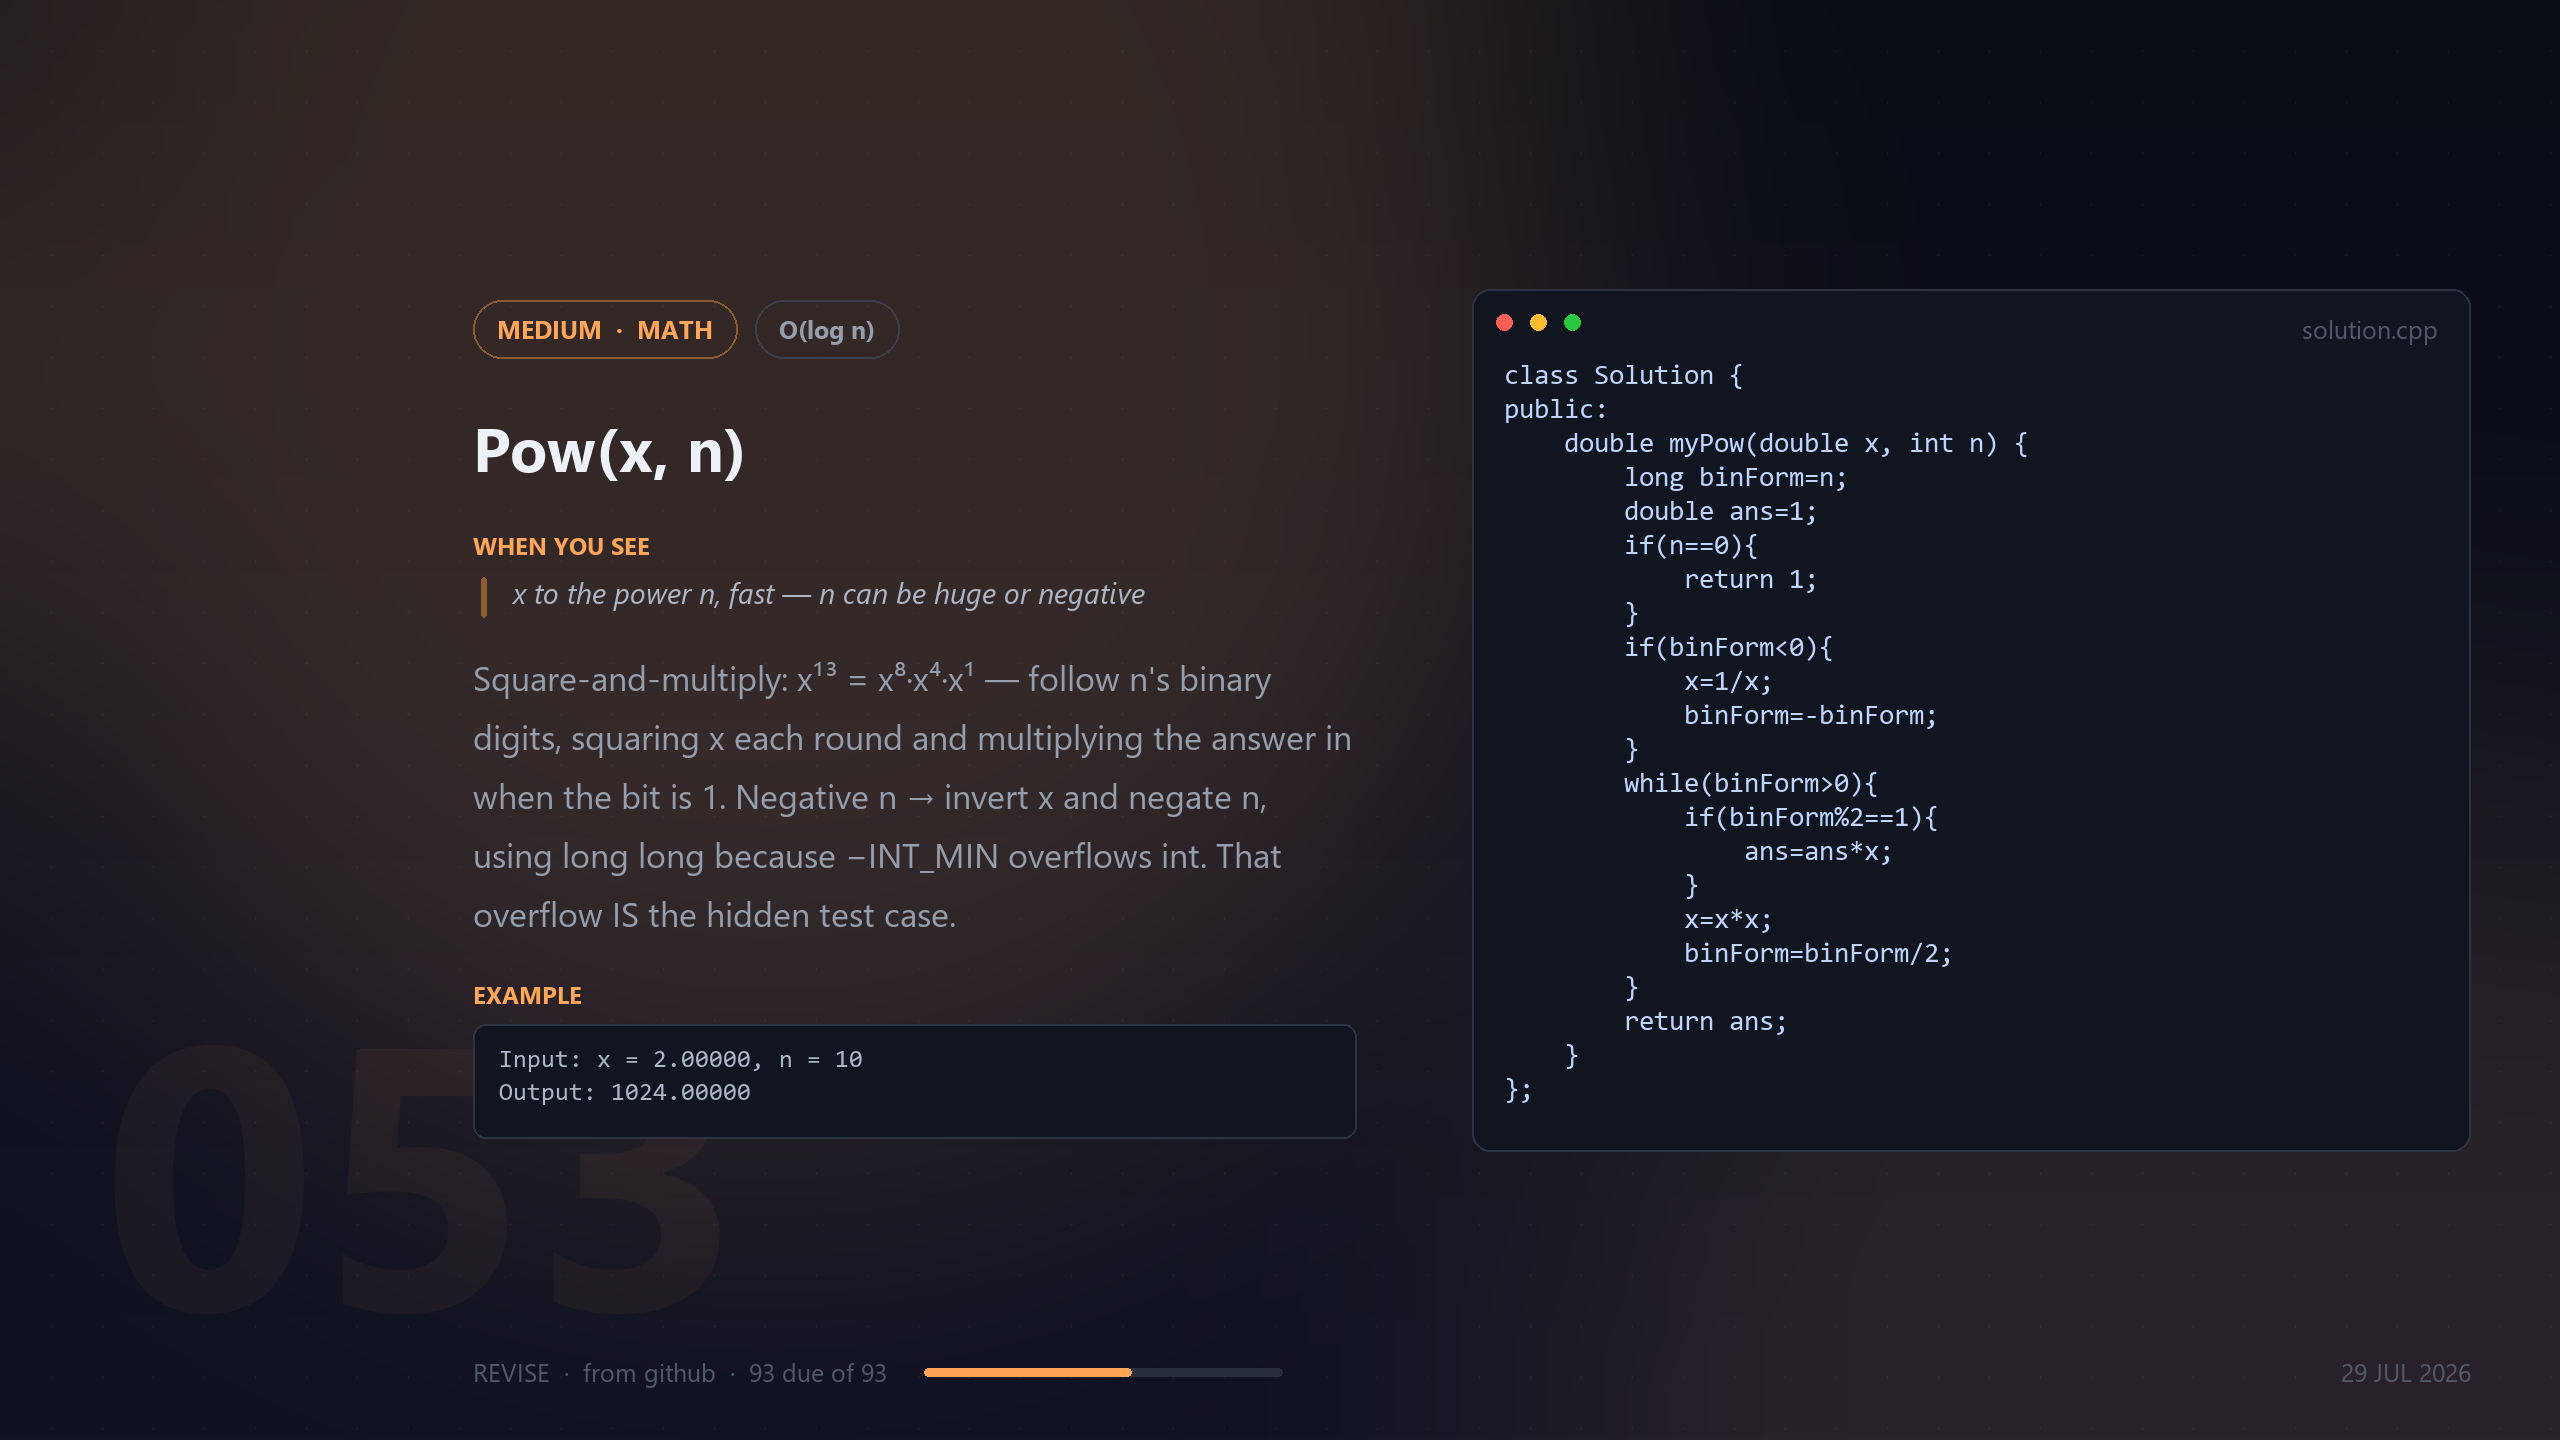 MEDIUM · MATH
O(log n)
Pow(x, n)
WHEN YOU SEE
x to the power n, fast — n can be huge or negative
Square-and-multiply: x¹³ = x⁸·x⁴·x¹ — follow n's binary
digits, squaring x each round and multiplying the answer in
when the bit is 1. Negative n → invert x and negate n,
using long long because −INT_MIN overflows int. That
overflow IS the hidden test case.
EXAMPLE
Input: x = 2.00000, n = 10
Output: 1024.00000
053
solution.cpp
class Solution {
public:
    double myPow(double x, int n) {
        long binForm=n;
        double ans=1;
        if(n==0){
            return 1;
        }
        if(binForm<0){
            x=1/x;
            binForm=-binForm;
        }
        while(binForm>0){
            if(binForm%2==1){
                ans=ans*x;
            }
            x=x*x;
            binForm=binForm/2;
        }
        return ans;
    }
};
REVISE · from github · 93 due of 93
29 JUL 2026